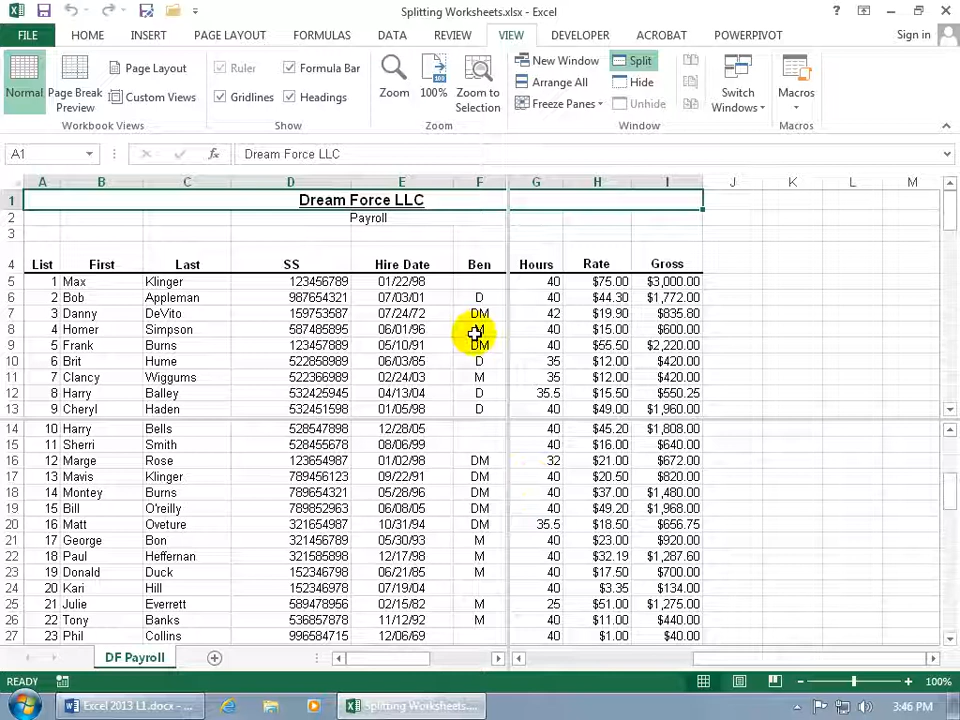 Splitting Worksheets.xlsx - Excel
FILE HOME INSERT PAGE LAYOUT FORMULAS DATA REVIEW VIEW DEVELOPER ACROBAT POWERPIVOT Sign in
Normal Page Break Preview Page Layout Custom Views
Workbook Views
Ruler Formula Bar
Gridlines Headings
Show
Zoom 100% Zoom to Selection
Zoom
New Window Split
Arrange All Hide
Freeze Panes Unhide
Switch Windows
Window
Macros
Macros
A1 fx Dream Force LLC
A B C D E F G H I J K L M
1 Dream Force LLC
2 Payroll
3
4 List First Last SS Hire Date Ben Hours Rate Gross
5 1 Max Klinger 123456789 01/22/98 40 $75.00 $3,000.00
6 2 Bob Appleman 987654321 07/03/01 D 40 $44.30 $1,772.00
7 3 Danny DeVito 159753587 07/24/72 DM 42 $19.90 $835.80
8 4 Homer Simpson 587485895 06/01/96 M 40 $15.00 $600.00
9 5 Frank Burns 123457889 05/10/91 DM 40 $55.50 $2,220.00
10 6 Brit Hume 522858989 06/03/85 D 35 $12.00 $420.00
11 7 Clancy Wiggums 522366989 02/24/03 M 35 $12.00 $420.00
12 8 Harry Balley 532425945 04/13/04 D 35.5 $15.50 $550.25
13 9 Cheryl Haden 532451598 01/05/98 D 40 $49.00 $1,960.00
14 10 Harry Bells 528547898 12/28/05 40 $45.20 $1,808.00
15 11 Sherri Smith 528455678 08/06/99 40 $16.00 $640.00
16 12 Marge Rose 123654987 01/02/98 DM 32 $21.00 $672.00
17 13 Mavis Klinger 789456123 09/22/91 DM 40 $20.50 $820.00
18 14 Montey Burns 789654321 05/28/96 DM 40 $37.00 $1,480.00
19 15 Bill O'reilly 789852963 06/08/05 DM 40 $49.20 $1,968.00
20 16 Matt Oveture 321654987 10/31/94 DM 35.5 $18.50 $656.75
21 17 George Bon 321456789 05/30/93 M 40 $23.00 $920.00
22 18 Paul Heffernan 321585898 12/17/98 M 40 $32.19 $1,287.60
23 19 Donald Duck 152346798 06/21/85 M 40 $17.50 $700.00
24 20 Kari Hill 152346978 07/19/04 40 $3.35 $134.00
25 21 Julie Everrett 589478956 02/15/82 M 25 $51.00 $1,275.00
26 22 Tony Banks 536857878 11/12/92 M 40 $11.00 $440.00
27 23 Phil Collins 996584715 12/06/69 40 $1.00 $40.00
DF Payroll
READY 100%
Excel 2013 L1.docx - ... Splitting Worksheets.... 3:46 PM